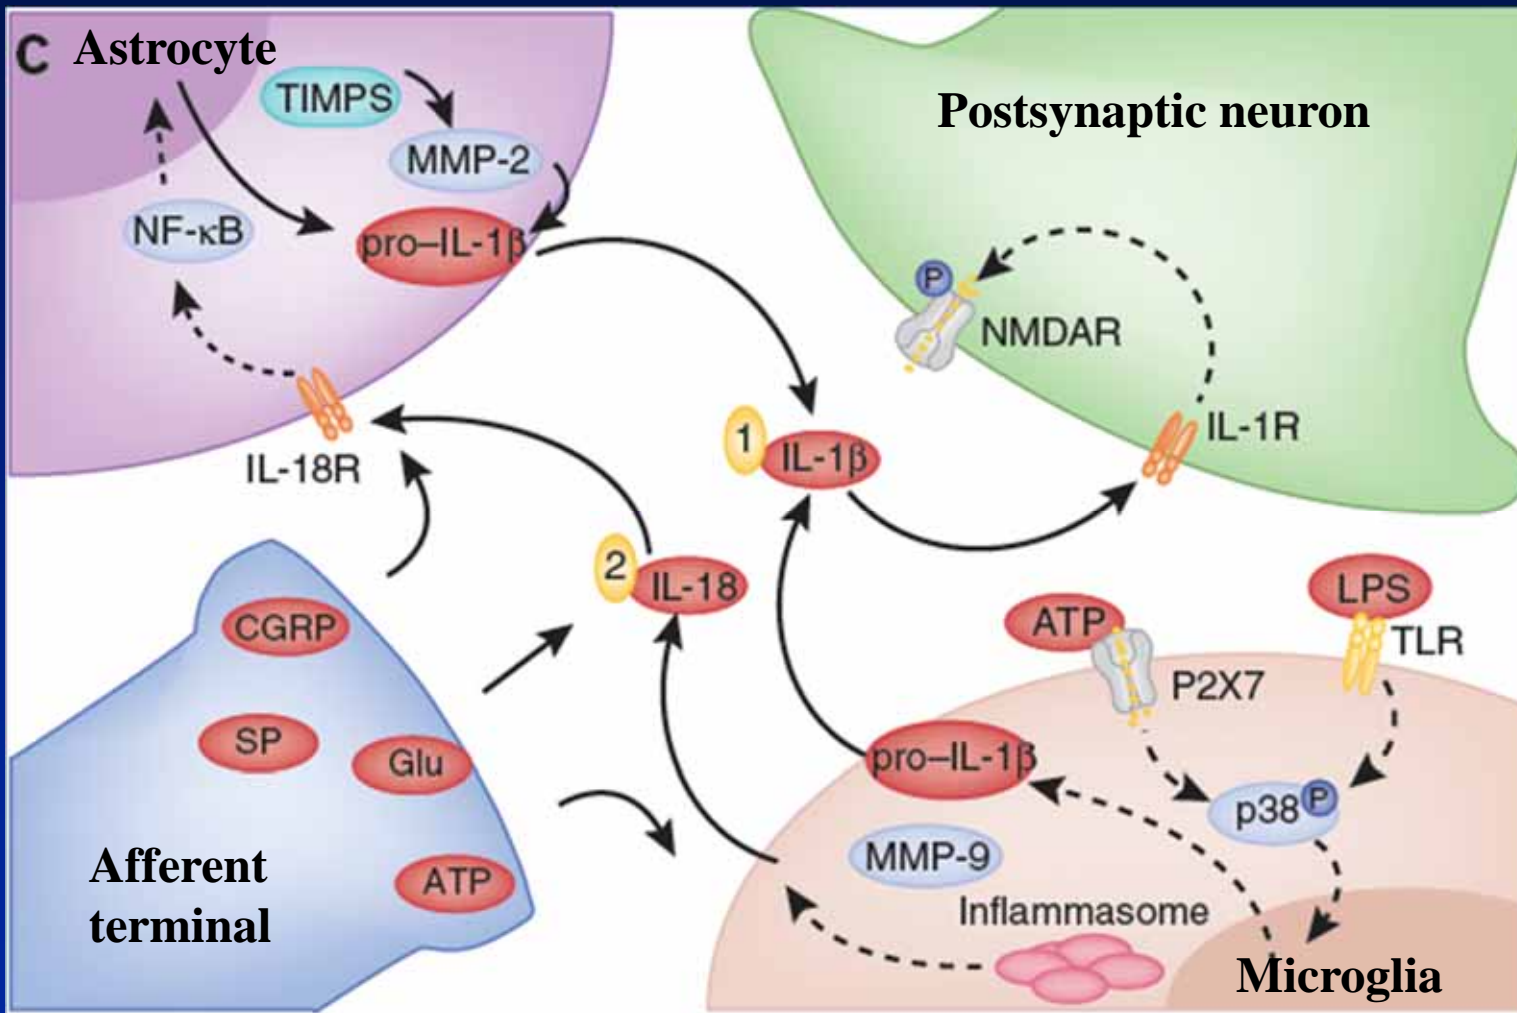 C Astrocyte
TIMPS
MMP-2
NF-κB
pro–IL-1β
IL-18R
Postsynaptic neuron
P
NMDAR
IL-1R
1
IL-1β
2
IL-18
CGRP
SP
Glu
ATP
Afferent
terminal
ATP
P2X7
LPS
TLR
pro–IL-1β
p38
P
MMP-9
Inflammasome
Microglia